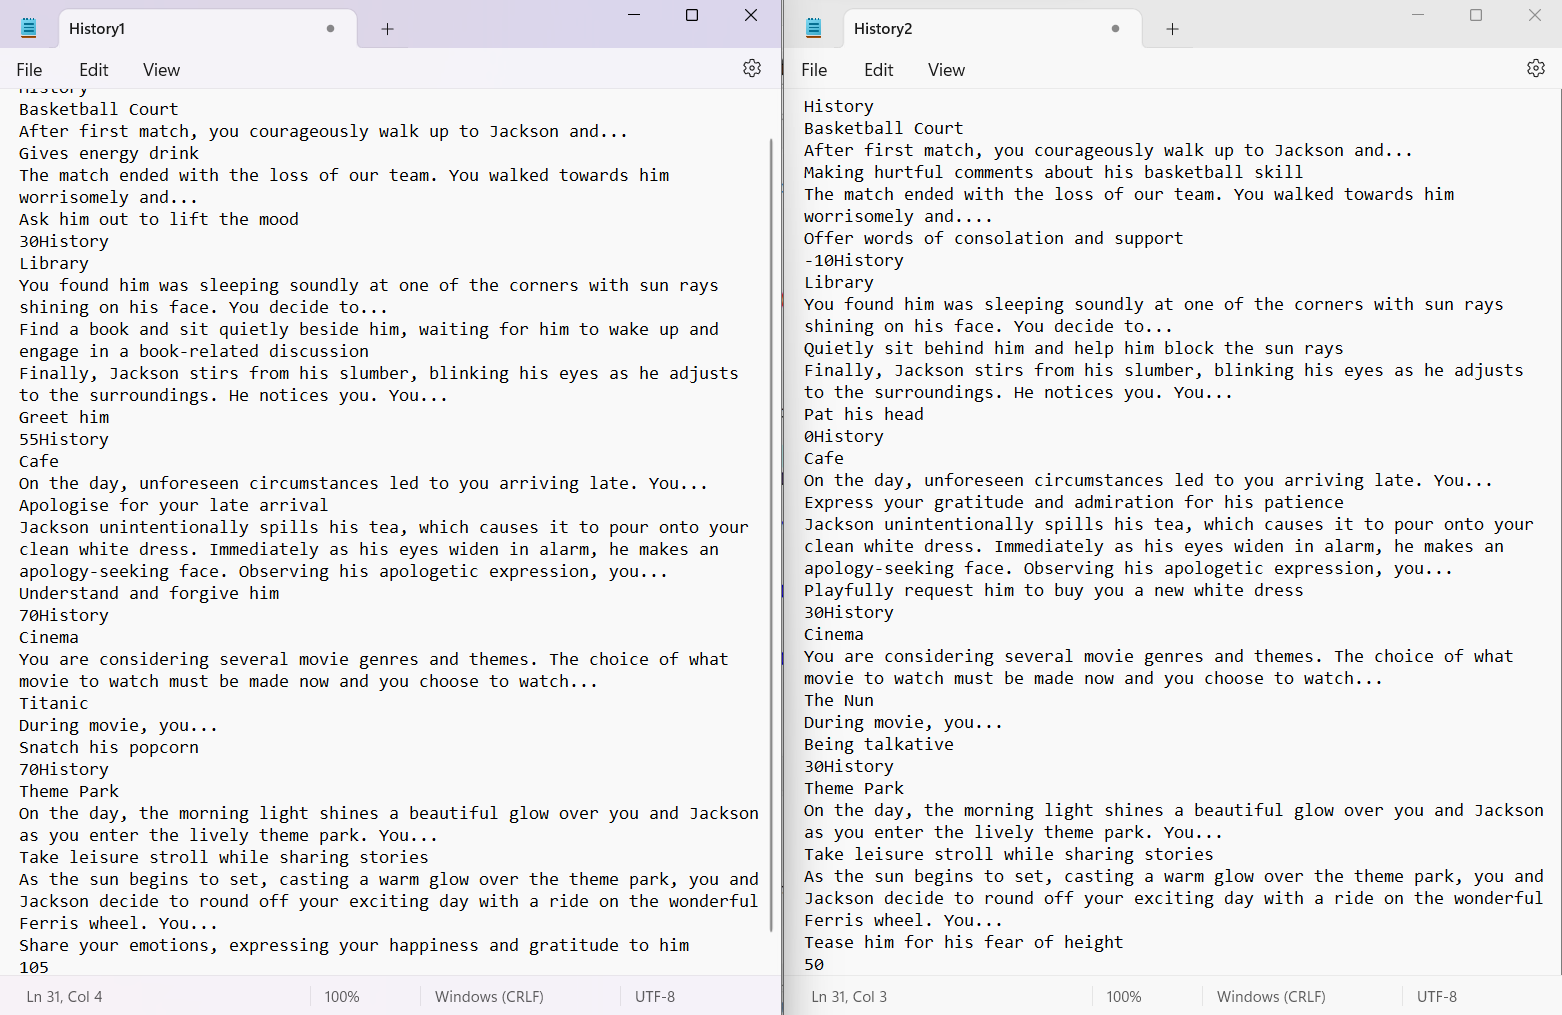 History1
File Edit View
History
Basketball Court
After first match, you courageously walk up to Jackson and...
Gives energy drink
The match ended with the loss of our team. You walked towards him
worrisomely and...
Ask him out to lift the mood
30History
Library
You found him was sleeping soundly at one of the corners with sun rays
shining on his face. You decide to...
Find a book and sit quietly beside him, waiting for him to wake up and
engage in a book-related discussion
Finally, Jackson stirs from his slumber, blinking his eyes as he adjusts
to the surroundings. He notices you. You...
Greet him
55History
Cafe
On the day, unforeseen circumstances led to you arriving late. You...
Apologise for your late arrival
Jackson unintentionally spills his tea, which causes it to pour onto your
clean white dress. Immediately as his eyes widen in alarm, he makes an
apology-seeking face. Observing his apologetic expression, you...
Understand and forgive him
70History
Cinema
You are considering several movie genres and themes. The choice of what
movie to watch must be made now and you choose to watch...
Titanic
During movie, you...
Snatch his popcorn
70History
Theme Park
On the day, the morning light shines a beautiful glow over you and Jackson
as you enter the lively theme park. You...
Take leisure stroll while sharing stories
As the sun begins to set, casting a warm glow over the theme park, you and
Jackson decide to round off your exciting day with a ride on the wonderful
Ferris wheel. You...
Share your emotions, expressing your happiness and gratitude to him
105
Ln 31, Col 4 100% Windows (CRLF) UTF-8
History2
File Edit View
History
Basketball Court
After first match, you courageously walk up to Jackson and...
Making hurtful comments about his basketball skill
The match ended with the loss of our team. You walked towards him
worrisomely and....
Offer words of consolation and support
-10History
Library
You found him was sleeping soundly at one of the corners with sun rays
shining on his face. You decide to...
Quietly sit behind him and help him block the sun rays
Finally, Jackson stirs from his slumber, blinking his eyes as he adjusts
to the surroundings. He notices you. You...
Pat his head
0History
Cafe
On the day, unforeseen circumstances led to you arriving late. You...
Express your gratitude and admiration for his patience
Jackson unintentionally spills his tea, which causes it to pour onto your
clean white dress. Immediately as his eyes widen in alarm, he makes an
apology-seeking face. Observing his apologetic expression, you...
Playfully request him to buy you a new white dress
30History
Cinema
You are considering several movie genres and themes. The choice of what
movie to watch must be made now and you choose to watch...
The Nun
During movie, you...
Being talkative
30History
Theme Park
On the day, the morning light shines a beautiful glow over you and Jackson
as you enter the lively theme park. You...
Take leisure stroll while sharing stories
As the sun begins to set, casting a warm glow over the theme park, you and
Jackson decide to round off your exciting day with a ride on the wonderful
Ferris wheel. You...
Tease him for his fear of height
50
Ln 31, Col 3 100% Windows (CRLF) UTF-8